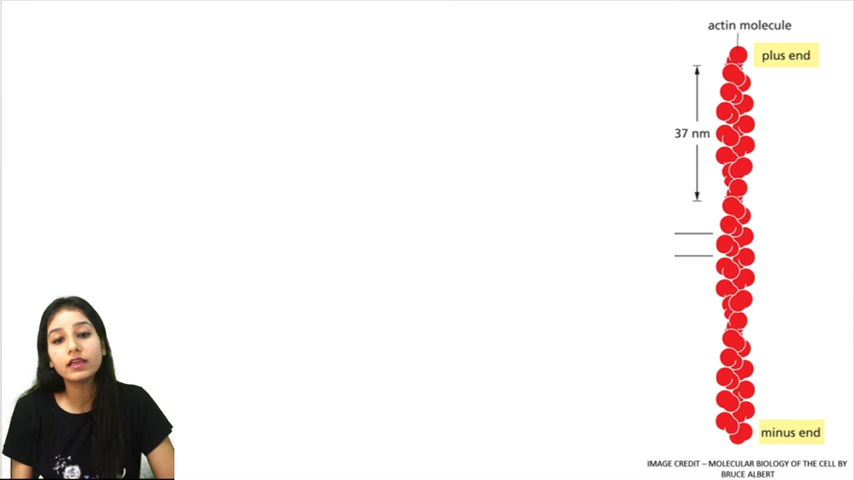 actin molecule
plus end
37 nm
minus end
IMAGE CREDIT – MOLECULAR BIOLOGY OF THE CELL BY
BRUCE ALBERT